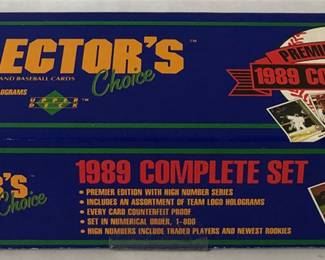 LECTOR'S™
AND BASEBALL CARDS
Choice
HOLOGRAMS
UPPER DECK™
PREMI
1989 CO
R'S
Choice
1989 COMPLETE SET
• PREMIER EDITION WITH HIGH NUMBER SERIES
• INCLUDES AN ASSORTMENT OF TEAM LOGO HOLOGRAMS
• EVERY CARD COUNTERFEIT PROOF
• SET IN NUMERICAL ORDER, 1-800
• HIGH NUMBERS INCLUDE TRADED PLAYERS AND NEWEST ROOKIES